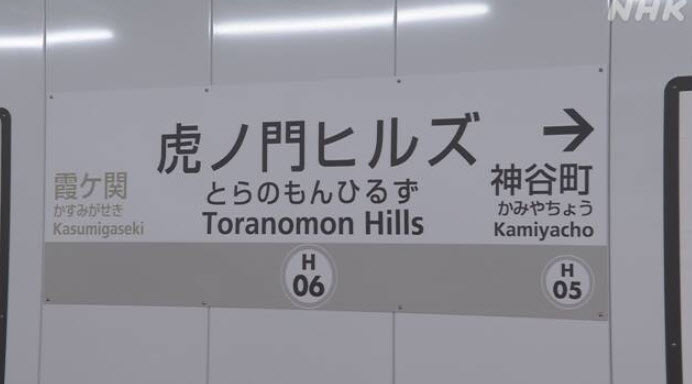 NHK
虎ノ門ヒルズ
とらのもんひるず
Toranomon Hills
霞ケ関
かすみがせき
Kasumigaseki
→
神谷町
かみやちょう
Kamiyacho
H
06
H
05